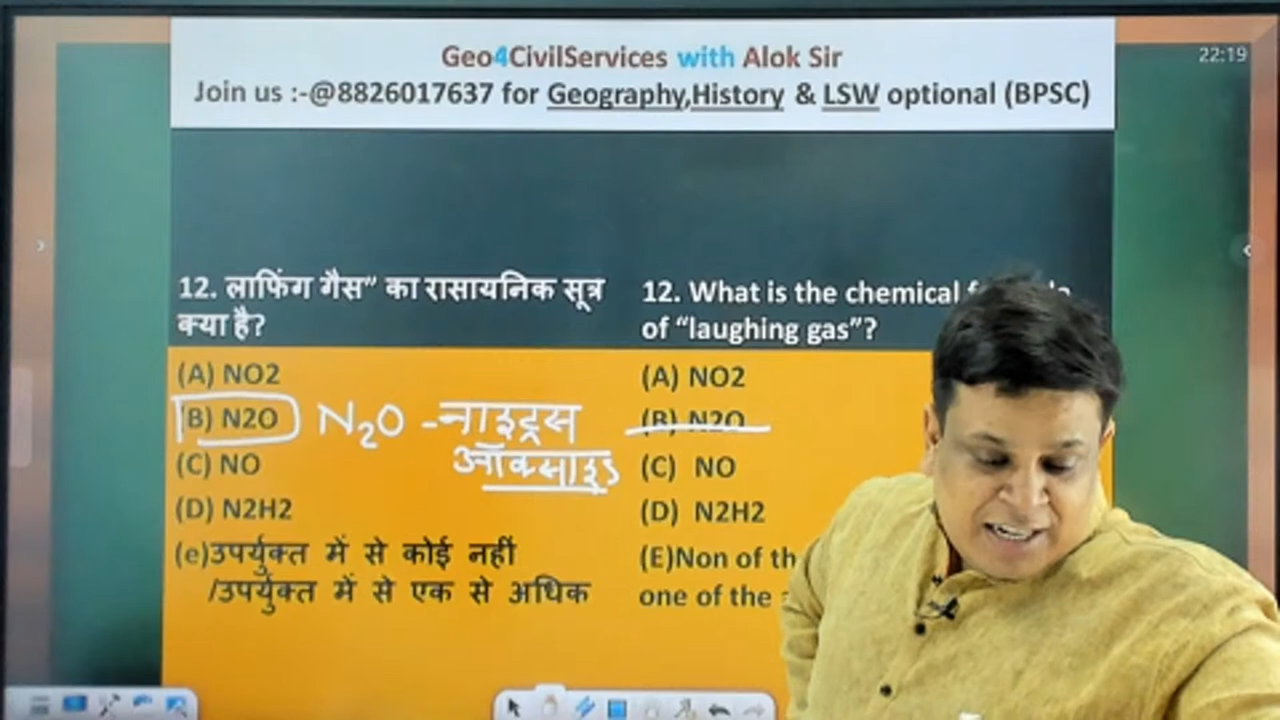 Geo4CivilServices with Alok Sir
Join us :-@8826017637 for Geography,History & LSW optional (BPSC)
22:19
12. लाफिंग गैस” का रासायनिक सूत्र
क्या है?
(A) NO2
(B) N2O
N2O -नाइट्रस
ऑक्साइड
(C) NO
(D) N2H2
(e)उपर्युक्त में से कोई नहीं
/उपर्युक्त में से एक से अधिक
12. What is the chemical
of “laughing gas”?
(A) NO2
(B) N2O
(C) NO
(D) N2H2
(E)Non of
one of the